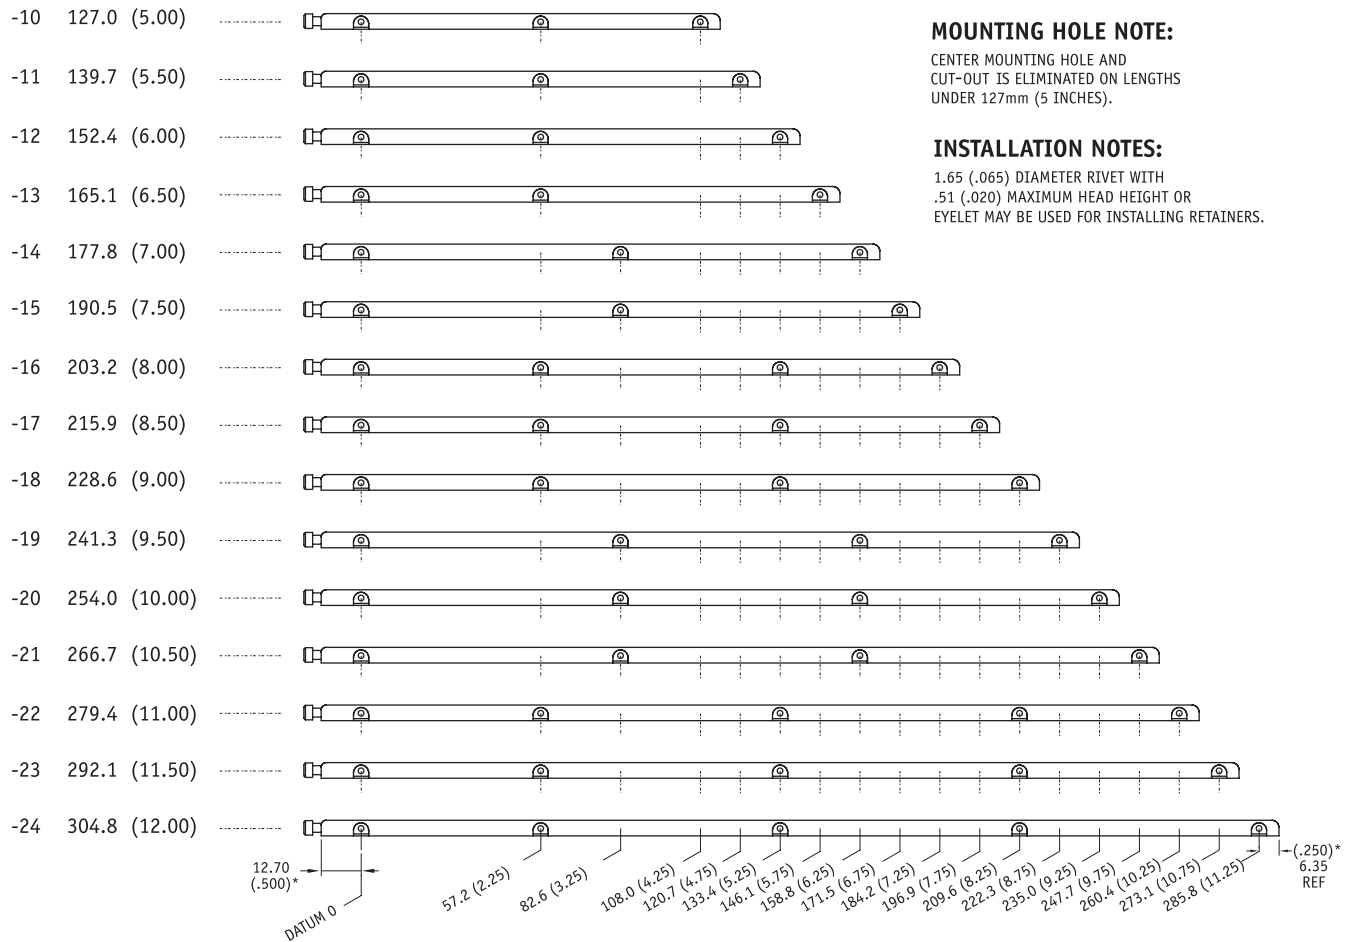 -10 127.0 (5.00)
MOUNTING HOLE NOTE:
CENTER MOUNTING HOLE AND
CUT-OUT IS ELIMINATED ON LENGTHS
UNDER 127mm (5 INCHES).
-11 139.7 (5.50)
-12 152.4 (6.00)
INSTALLATION NOTES:
1.65 (.065) DIAMETER RIVET WITH
.51 (.020) MAXIMUM HEAD HEIGHT OR
EYELET MAY BE USED FOR INSTALLING RETAINERS.
-13 165.1 (6.50)
-14 177.8 (7.00)
-15 190.5 (7.50)
-16 203.2 (8.00)
-17 215.9 (8.50)
-18 228.6 (9.00)
-19 241.3 (9.50)
-20 254.0 (10.00)
-21 266.7 (10.50)
-22 279.4 (11.00)
-23 292.1 (11.50)
-24 304.8 (12.00)
12.70
(.500)*
DATUM 0
57.2 (2.25)
82.6 (3.25)
108.0 (4.25)
120.7 (4.75)
133.4 (5.25)
146.1 (5.75)
158.8 (6.25)
171.5 (6.75)
184.2 (7.25)
196.9 (7.75)
209.6 (8.25)
222.3 (8.75)
235.0 (9.25)
247.7 (9.75)
260.4 (10.25)
273.1 (10.75)
285.8 (11.25)
(.250)*
6.35
REF